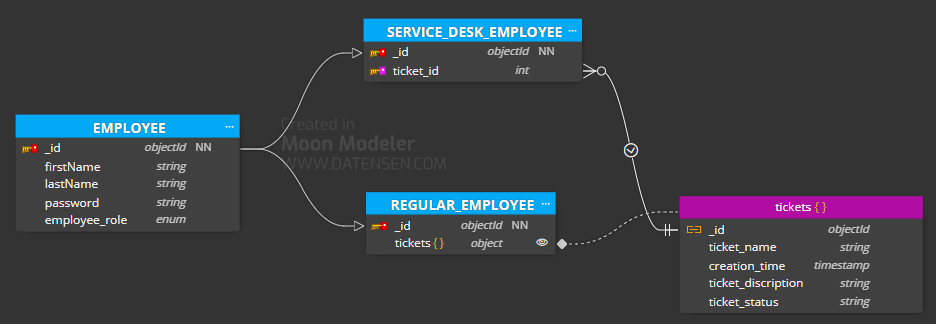 SERVICE_DESK_EMPLOYEE ...
_id objectId NN
ticket_id int
EMPLOYEE ...
_id objectId NN
firstName string
lastName string
password string
employee_role enum
Created in
Moon Modeler
WWW.DATENSEN.COM
REGULAR_EMPLOYEE ...
_id objectId NN
tickets{} object
tickets{}
_id objectId
ticket_name string
creation_time timestamp
ticket_discription string
ticket_status string